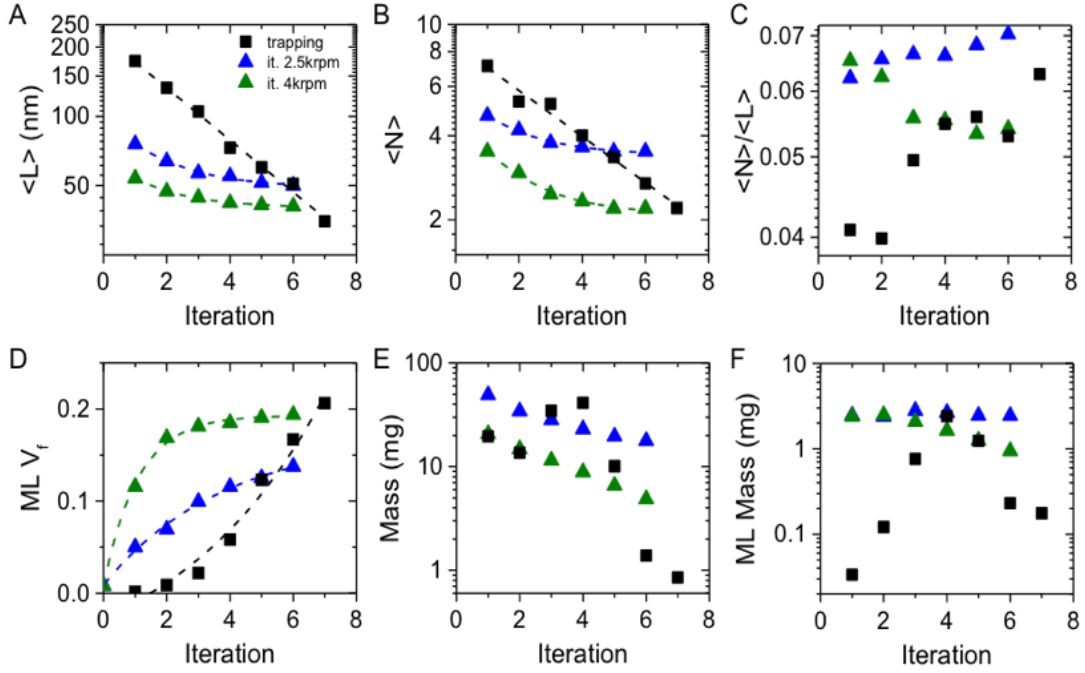 A
250
200
150
100
50
<L> (nm)
trapping
it. 2.5krpm
it. 4krpm
0 2 4 6 8
Iteration
B
10
8
6
4
2
<N>
0 2 4 6 8
Iteration
C
0.07
0.06
0.05
0.04
<N>/<L>
0 2 4 6 8
Iteration
D
0.2
0.1
0.0
ML Vf
0 2 4 6 8
Iteration
E
100
10
1
Mass (mg)
0 2 4 6 8
Iteration
F
10
1
0.1
ML Mass (mg)
0 2 4 6 8
Iteration